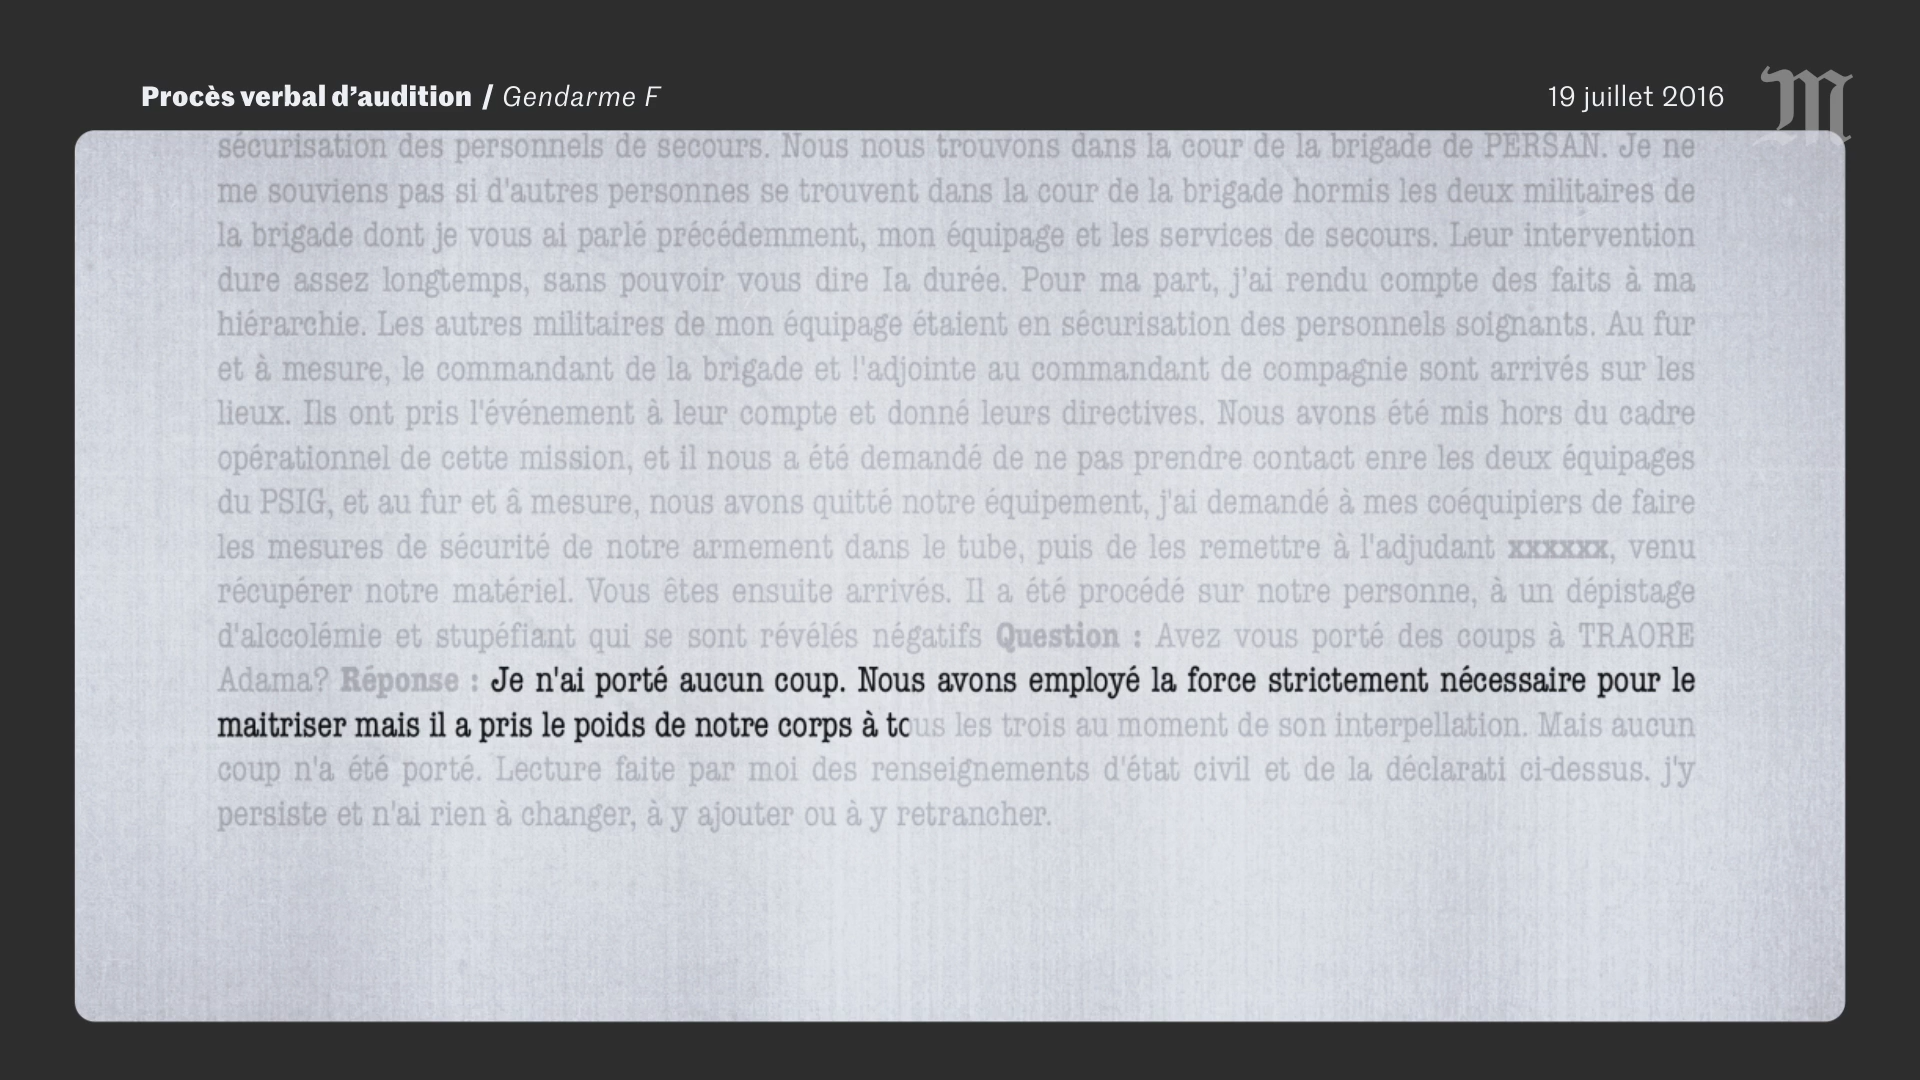 Procès verbal d’audition / Gendarme F
19 juillet 2016
M
sécurisation des personnels de secours. Nous nous trouvons dans la cour de la brigade de PERSAN. Je ne
me souviens pas si d'autres personnes se trouvent dans la cour de la brigade hormis les deux militaires de
la brigade dont je vous ai parlé précédemment, mon équipage et les services de secours. Leur intervention
dure assez longtemps, sans pouvoir vous dire Ia durée. Pour ma part, j’ai rendu compte des faits à ma
hiérarchie. Les autres militaires de mon équipage étaient en sécurisation des personnels soignants. Au fur
et à mesure, le commandant de la brigade et !'adjointe au commandant de compagnie sont arrivés sur les
lieux. Ils ont pris l'événement à leur compte et donné leurs directives. Nous avons été mis hors du cadre
opérationnel de cette mission, et il nous a été demandé de ne pas prendre contact enre les deux équipages
du PSIG, et au fur et â mesure, nous avons quitté notre équipement, j'ai demandé à mes coéquipiers de faire
les mesures de sécurité de notre armement dans le tube, puis de les remettre à l'adjudant xxxxxx, venu
récupérer notre matériel. Vous êtes ensuite arrivés. Il a été procédé sur notre personne, à un dépistage
d'alccolémie et stupéfiant qui se sont révélés négatifs Question : Avez vous porté des coups à TRAORE
Adama? Réponse : Je n'ai porté aucun coup. Nous avons employé la force strictement nécessaire pour le
maitriser mais il a pris le poids de notre corps à tous les trois au moment de son interpellation. Mais aucun
coup n'a été porté. Lecture faite par moi des renseignements d'état civil et de la déclarati ci-dessus. j'y
persiste et n'ai rien à changer, à y ajouter ou à y retrancher.